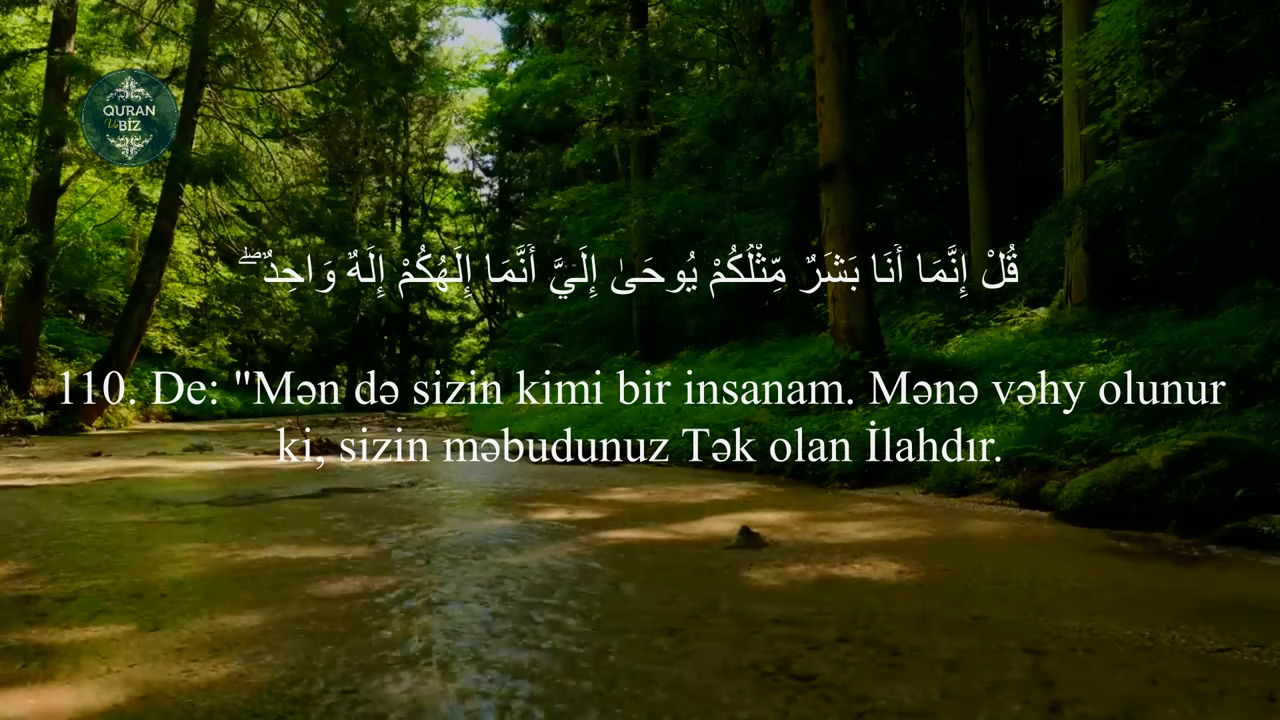 QURAN
Və BİZ
قُلْ إِنَّمَا أَنَا بَشَرٌ مِّثْلُكُمْ يُوحَىٰ إِلَيَّ أَنَّمَا إِلَهُكُمْ إِلَهٌ وَاحِدٌ ۖ
110. De: "Mən də sizin kimi bir insanam. Mənə vəhy olunur
ki, sizin məbudunuz Tək olan İlahdır.